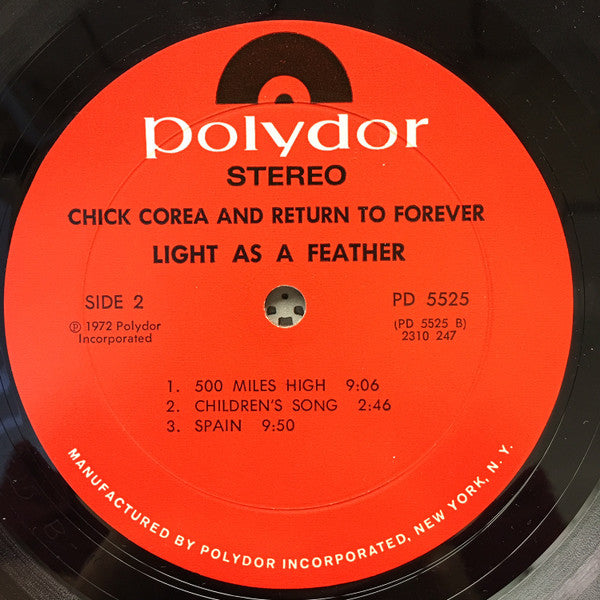 polydor
STEREO
CHICK COREA AND RETURN TO FOREVER
LIGHT AS A FEATHER
SIDE 2
PD 5525
℗ 1972 Polydor
Incorporated
(PD 5525 B)
2310 247
1. 500 MILES HIGH 9:06
2. CHILDREN'S SONG 2:46
3. SPAIN 9:50
MANUFACTURED BY POLYDOR INCORPORATED, NEW YORK, N. Y.